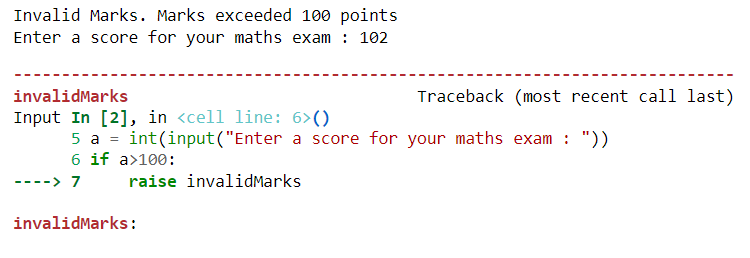 Invalid Marks. Marks exceeded 100 points
Enter a score for your maths exam : 102
---------------------------------------------------------------------------
invalidMarks                              Traceback (most recent call last)
Input In [2], in <cell line: 6>()
      5 a = int(input("Enter a score for your maths exam : "))
      6 if a>100:
----> 7     raise invalidMarks

invalidMarks: